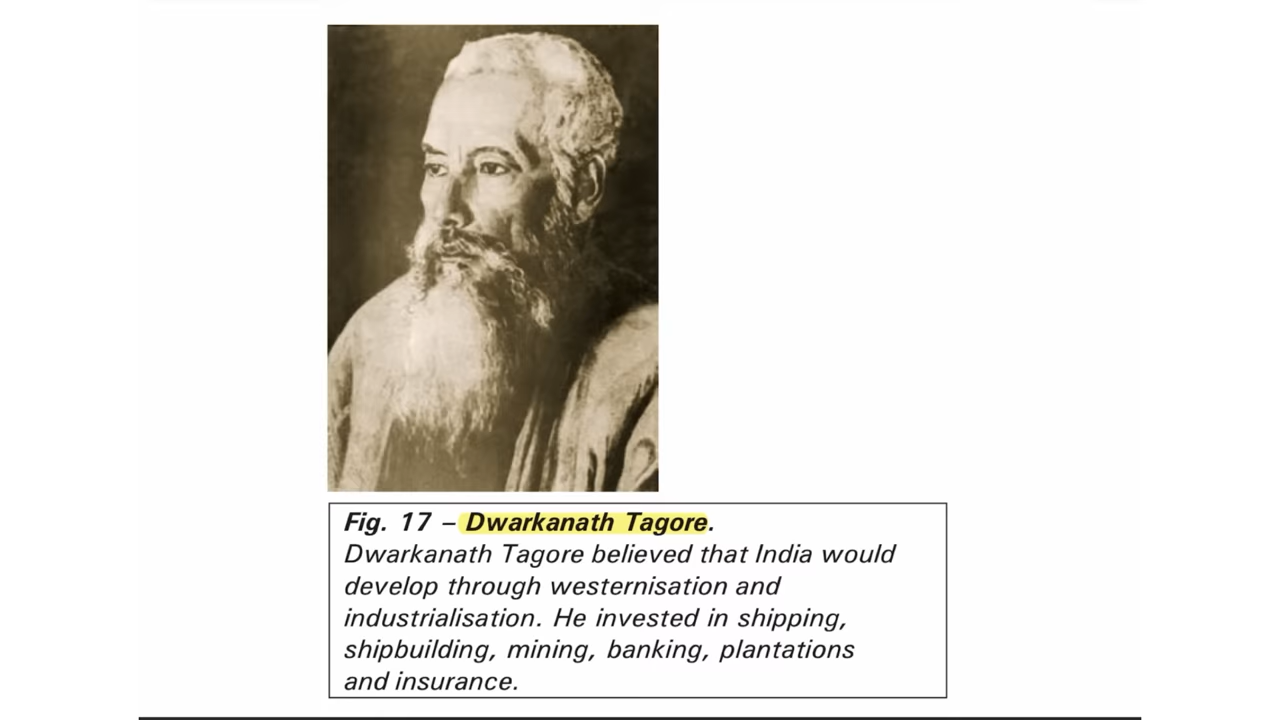 Fig. 17 – Dwarkanath Tagore.
Dwarkanath Tagore believed that India would
develop through westernisation and
industrialisation. He invested in shipping,
shipbuilding, mining, banking, plantations
and insurance.